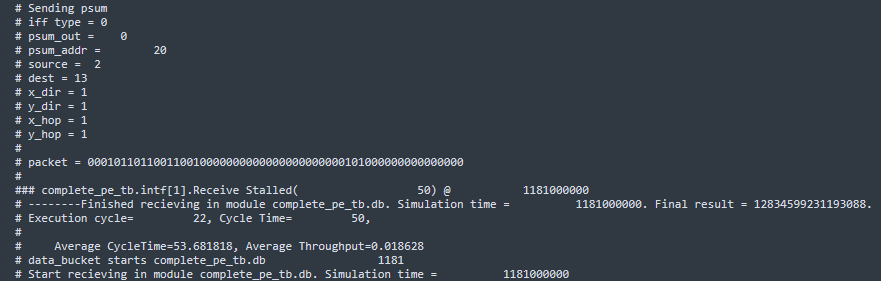 # Sending psum
# iff type = 0
# psum_out =    0
# psum_addr =        20
# source =  2
# dest = 13
# x_dir = 1
# y_dir = 1
# x_hop = 1
# y_hop = 1
#
# packet = 000101101100110010000000000000000000000101000000000000000
#
### complete_pe_tb.intf[1].Receive Stalled(                  50) @           1181000000
# --------Finished recieving in module complete_pe_tb.db. Simulation time =          1181000000. Final result = 12834599231193088.
# Execution cycle=         22, Cycle Time=         50,
#
#     Average CycleTime=53.681818, Average Throughput=0.018628
# data_bucket starts complete_pe_tb.db                 1181
# Start recieving in module complete_pe_tb.db. Simulation time =          1181000000